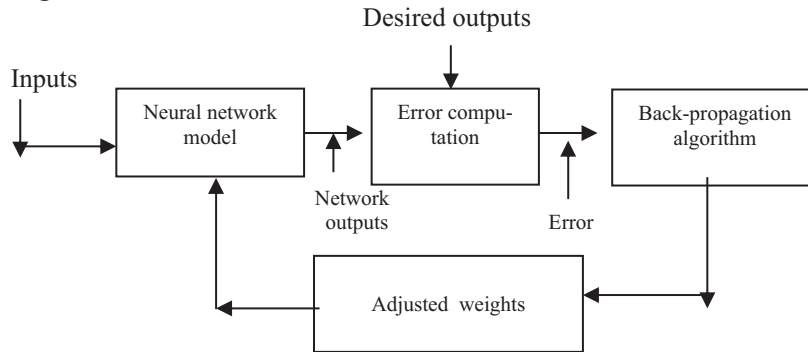 Desired outputs
Inputs
Neural network
model
Error compu-
tation
Back-propagation
algorithm
Network
outputs
Error
Adjusted weights